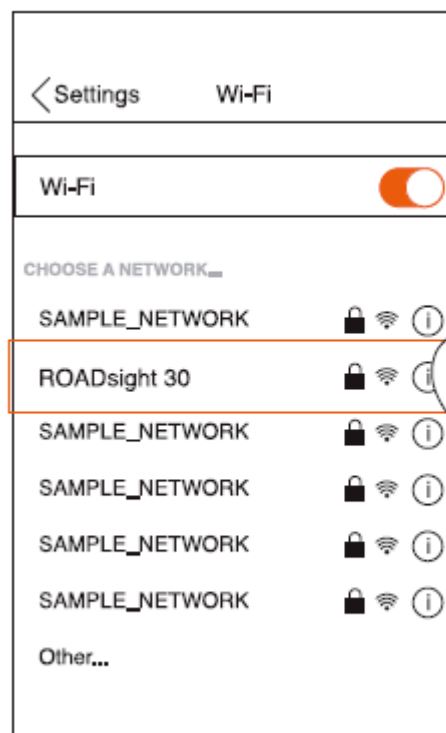 Settings Wi-Fi
Wi-Fi
CHOOSE A NETWORK...
SAMPLE_NETWORK
ROADsight 30
SAMPLE_NETWORK
SAMPLE_NETWORK
SAMPLE_NETWORK
SAMPLE_NETWORK
Other...